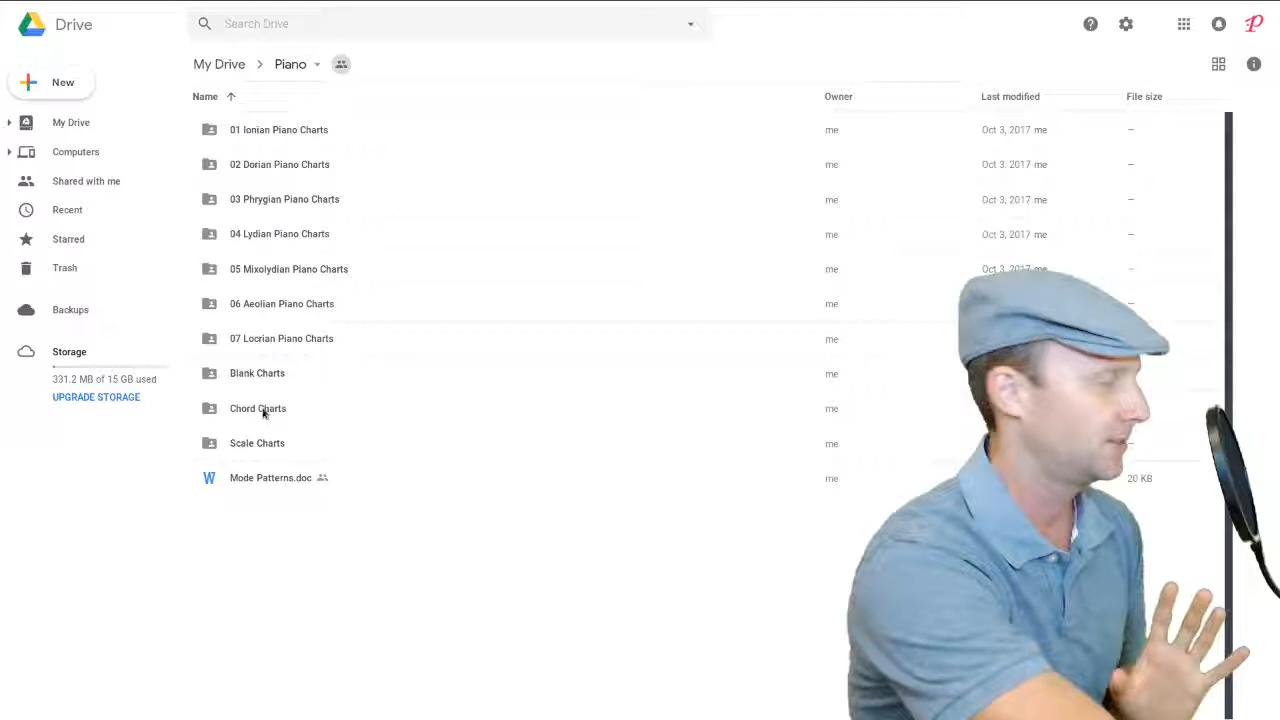 Drive
Search Drive
My Drive
Piano
New
Name
Owner
Last modified
File size
My Drive
Computers
Shared with me
Recent
Starred
Trash
Backups
Storage
331.2 MB of 15 GB used
UPGRADE STORAGE
01 Ionian Piano Charts me Oct 3, 2017 me –
02 Dorian Piano Charts me Oct 3, 2017 me –
03 Phrygian Piano Charts me Oct 3, 2017 me –
04 Lydian Piano Charts me Oct 3, 2017 me –
05 Mixolydian Piano Charts me Oct 3, 2017 me
06 Aeolian Piano Charts me –
07 Locrian Piano Charts me
Blank Charts me
Chord Charts me
Scale Charts me
Mode Patterns.doc me 20 KB